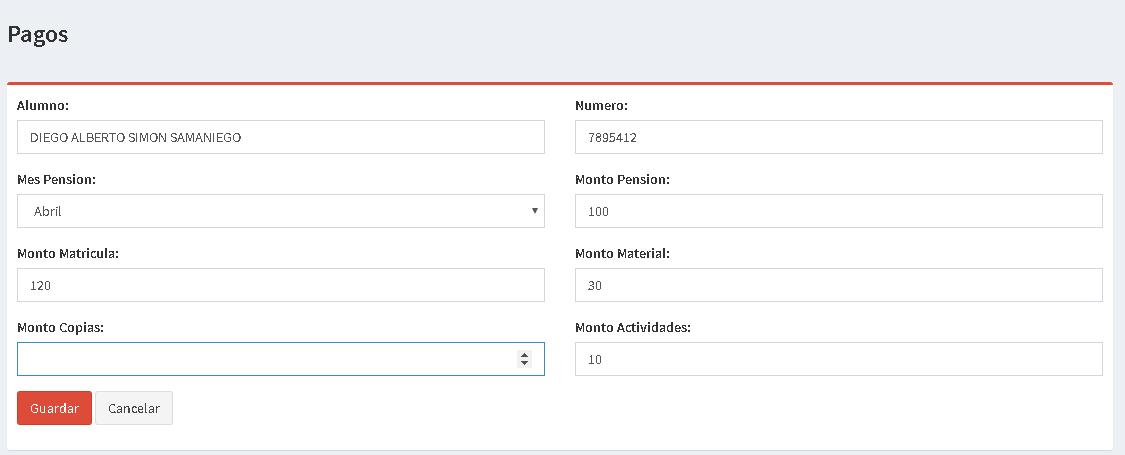 Pagos
Alumno:
Numero:
DIEGO ALBERTO SIMON SAMANIEGO
7895412
Mes Pension:
Monto Pension:
Abril
100
Monto Matricula:
Monto Material:
120
30
Monto Copias:
Monto Actividades:
10
Guardar
Cancelar